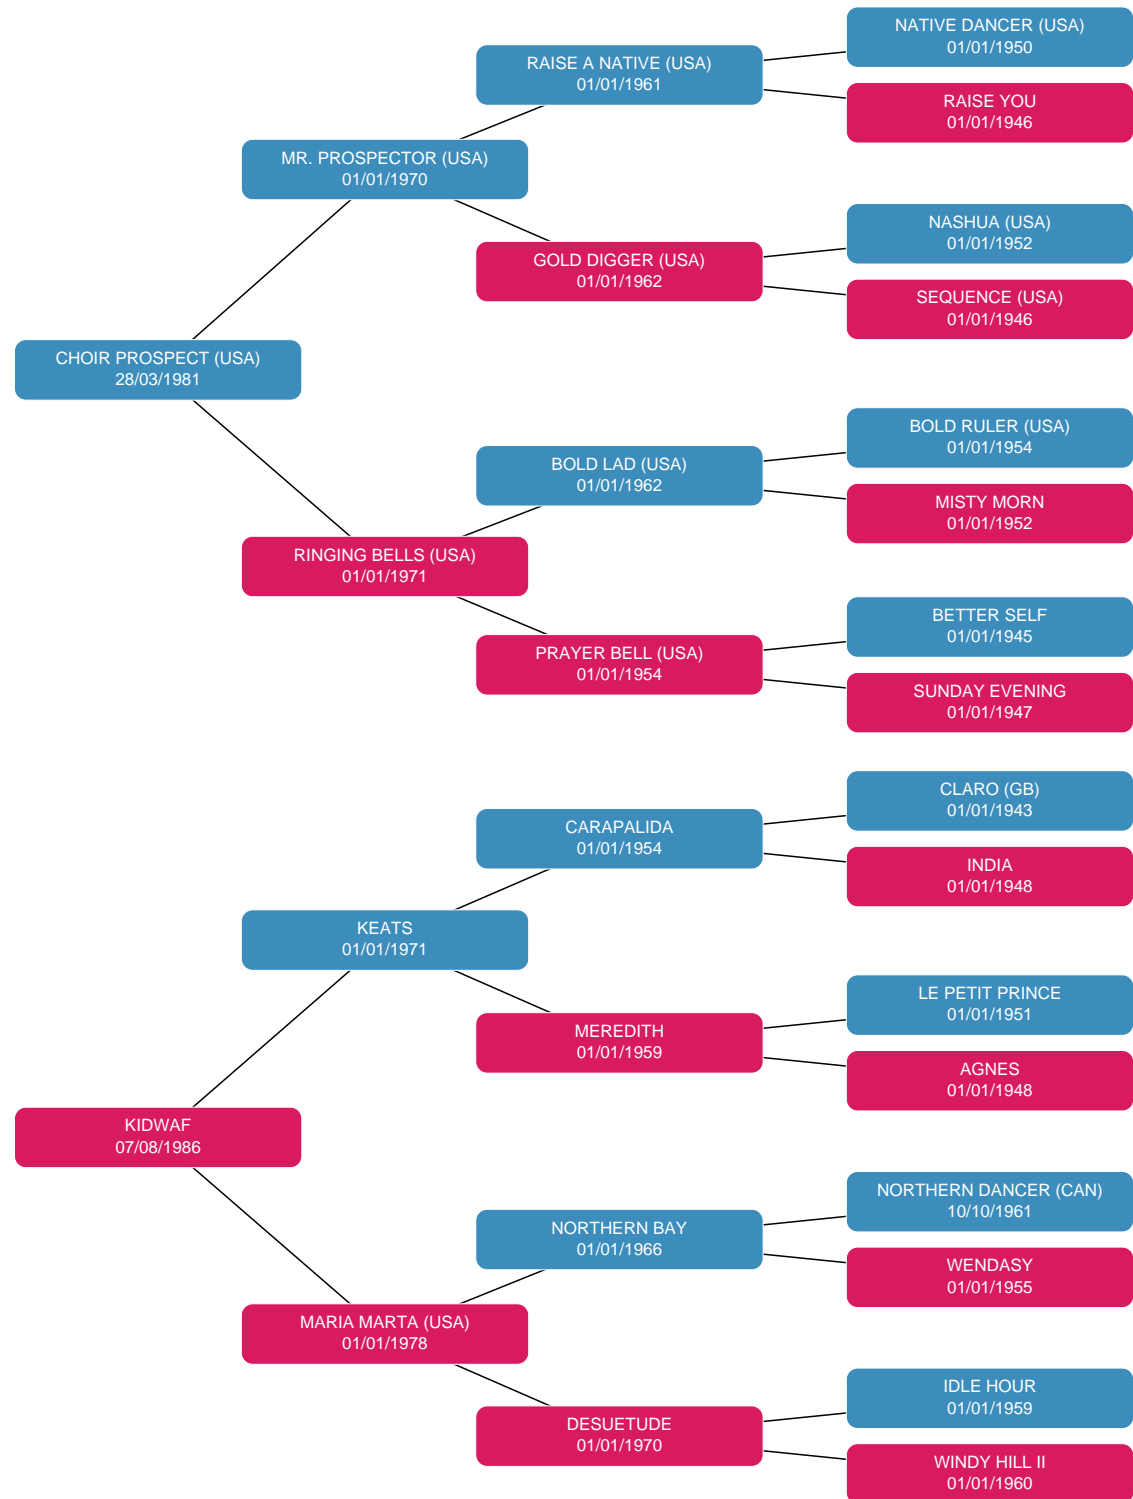 NATIVE DANCER (USA)
01/01/1950
RAISE A NATIVE (USA)
01/01/1961
RAISE YOU
01/01/1946
MR. PROSPECTOR (USA)
01/01/1970
NASHUA (USA)
01/01/1952
GOLD DIGGER (USA)
01/01/1962
SEQUENCE (USA)
01/01/1946
CHOIR PROSPECT (USA)
28/03/1981
BOLD RULER (USA)
01/01/1954
BOLD LAD (USA)
01/01/1962
MISTY MORN
01/01/1952
RINGING BELLS (USA)
01/01/1971
BETTER SELF
01/01/1945
PRAYER BELL (USA)
01/01/1954
SUNDAY EVENING
01/01/1947
CLARO (GB)
01/01/1943
CARAPALIDA
01/01/1954
INDIA
01/01/1948
KEATS
01/01/1971
LE PETIT PRINCE
01/01/1951
MEREDITH
01/01/1959
AGNES
01/01/1948
KIDWAF
07/08/1986
NORTHERN DANCER (CAN)
10/10/1961
NORTHERN BAY
01/01/1966
WENDASY
01/01/1955
MARIA MARTA (USA)
01/01/1978
IDLE HOUR
01/01/1959
DESUETUDE
01/01/1970
WINDY HILL II
01/01/1960